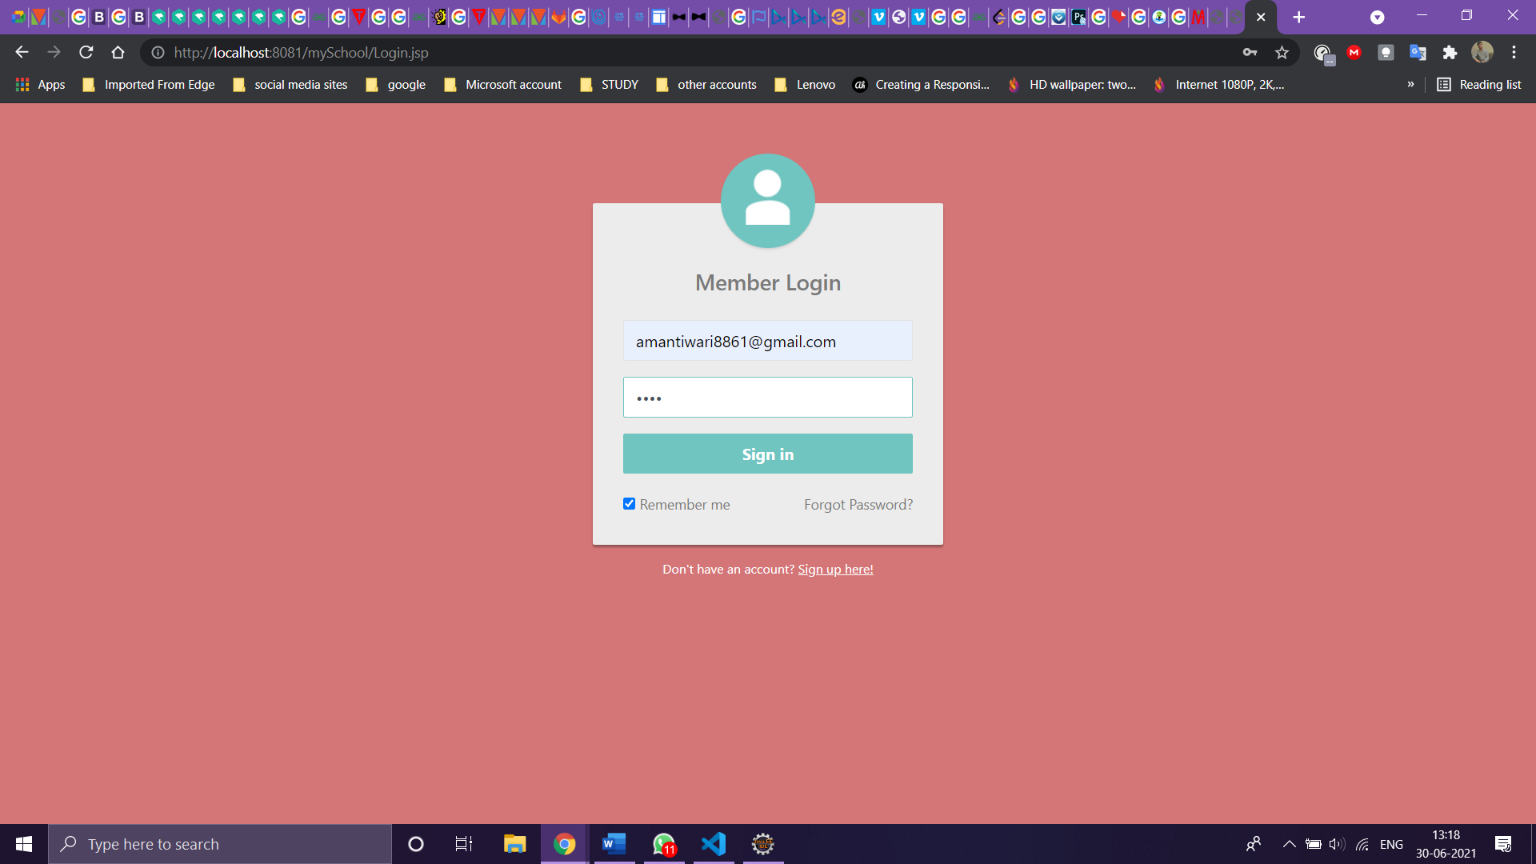 http://localhost:8081/mySchool/Login.jsp
Apps Imported From Edge social media sites google Microsoft account STUDY other accounts Lenovo Creating a Responsi... HD wallpaper: two... Internet 1080P, 2K,... » Reading list
Member Login
amantiwari8861@gmail.com
••••
Sign in
Remember me Forgot Password?
Don't have an account? Sign up here!
Type here to search
11
ENG
13:18
30-06-2021